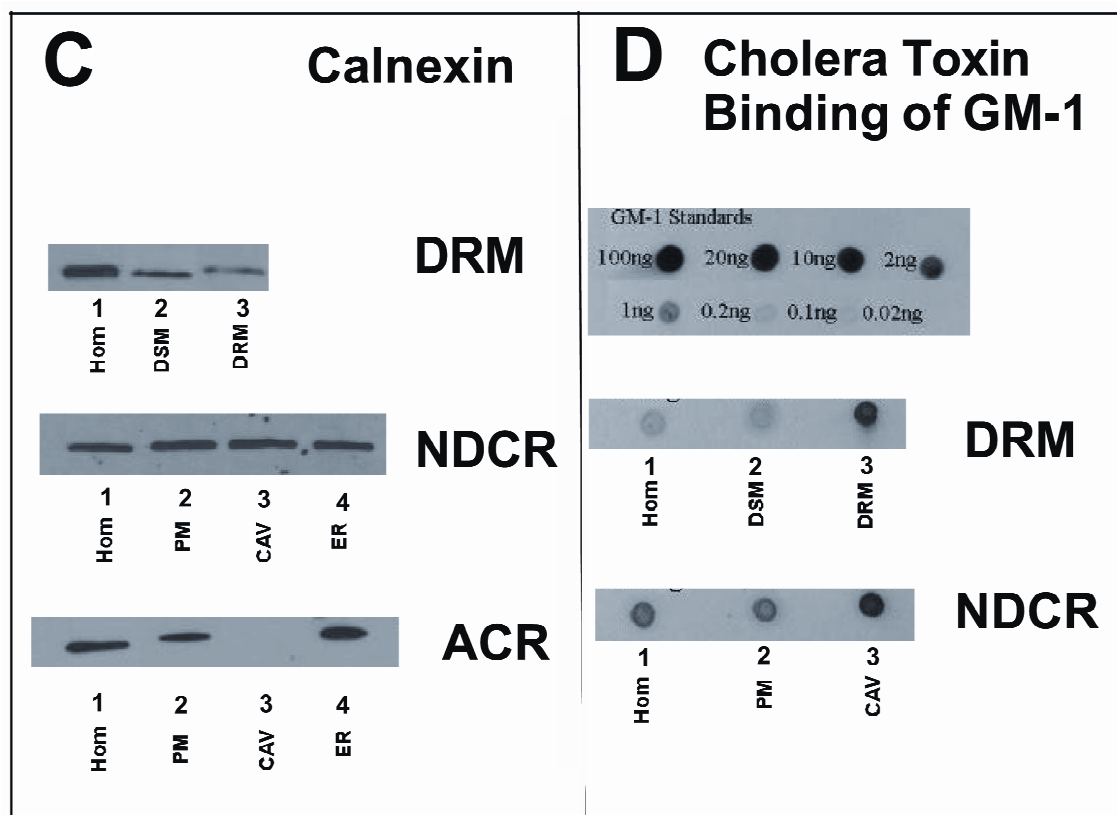 C
Calnexin
DRM
1 2 3
Hom DSM DRM
NDCR
1 2 3 4
Hom PM CAV ER
ACR
1 2 3 4
Hom PM CAV ER
D
Cholera Toxin
Binding of GM-1
GM-1 Standards
100ng 20ng 10ng 2ng
1ng 0.2ng 0.1ng 0.02ng
DRM
1 2 3
Hom DSM DRM
NDCR
1 2 3
Hom PM CAV